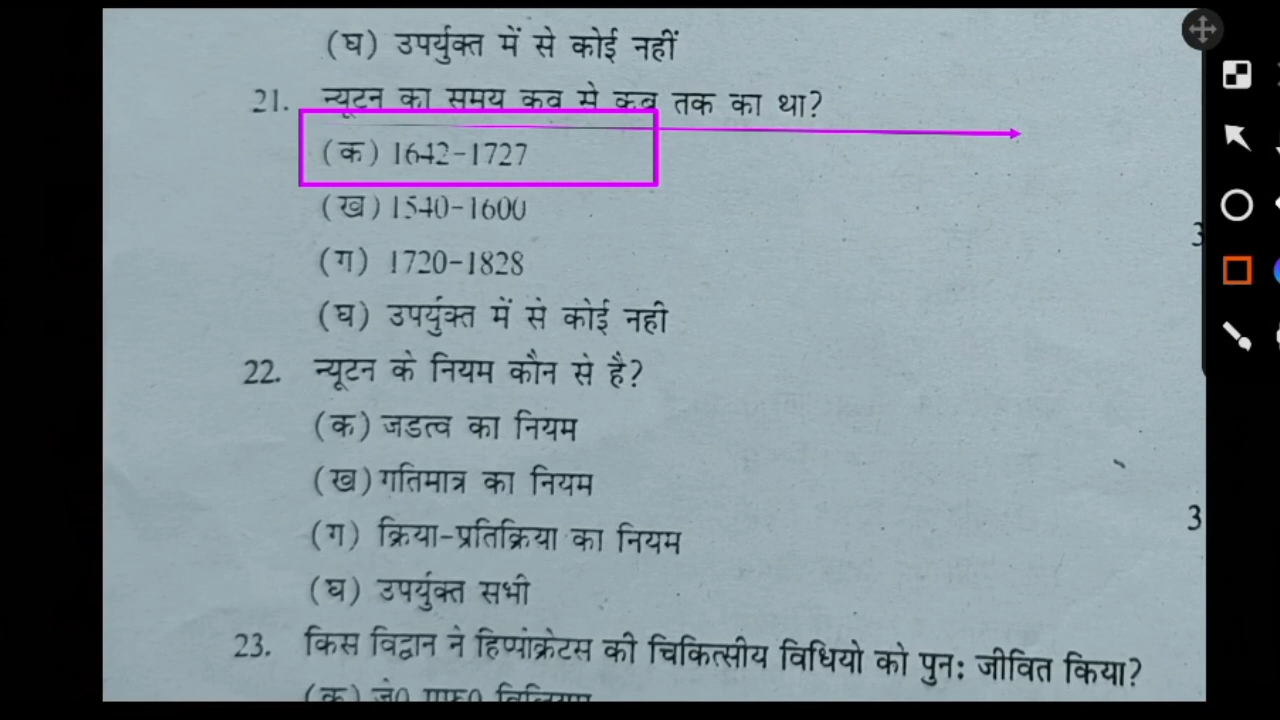 (घ) उपर्युक्त में से कोई नहीं
21. न्यूटन का समय कब से कब तक का था?
(क) 1642-1727
(ख) 1540-1600
(ग) 1720-1828
(घ) उपर्युक्त में से कोई नही
22. न्यूटन के नियम कौन से है?
(क) जडत्व का नियम
(ख) गतिमात्र का नियम
(ग) क्रिया-प्रतिक्रिया का नियम
3
(घ) उपर्युक्त सभी
23. किस विद्वान ने हिप्पोक्रेटस की चिकित्सीय विधियो को पुनः जीवित किया?
(क)